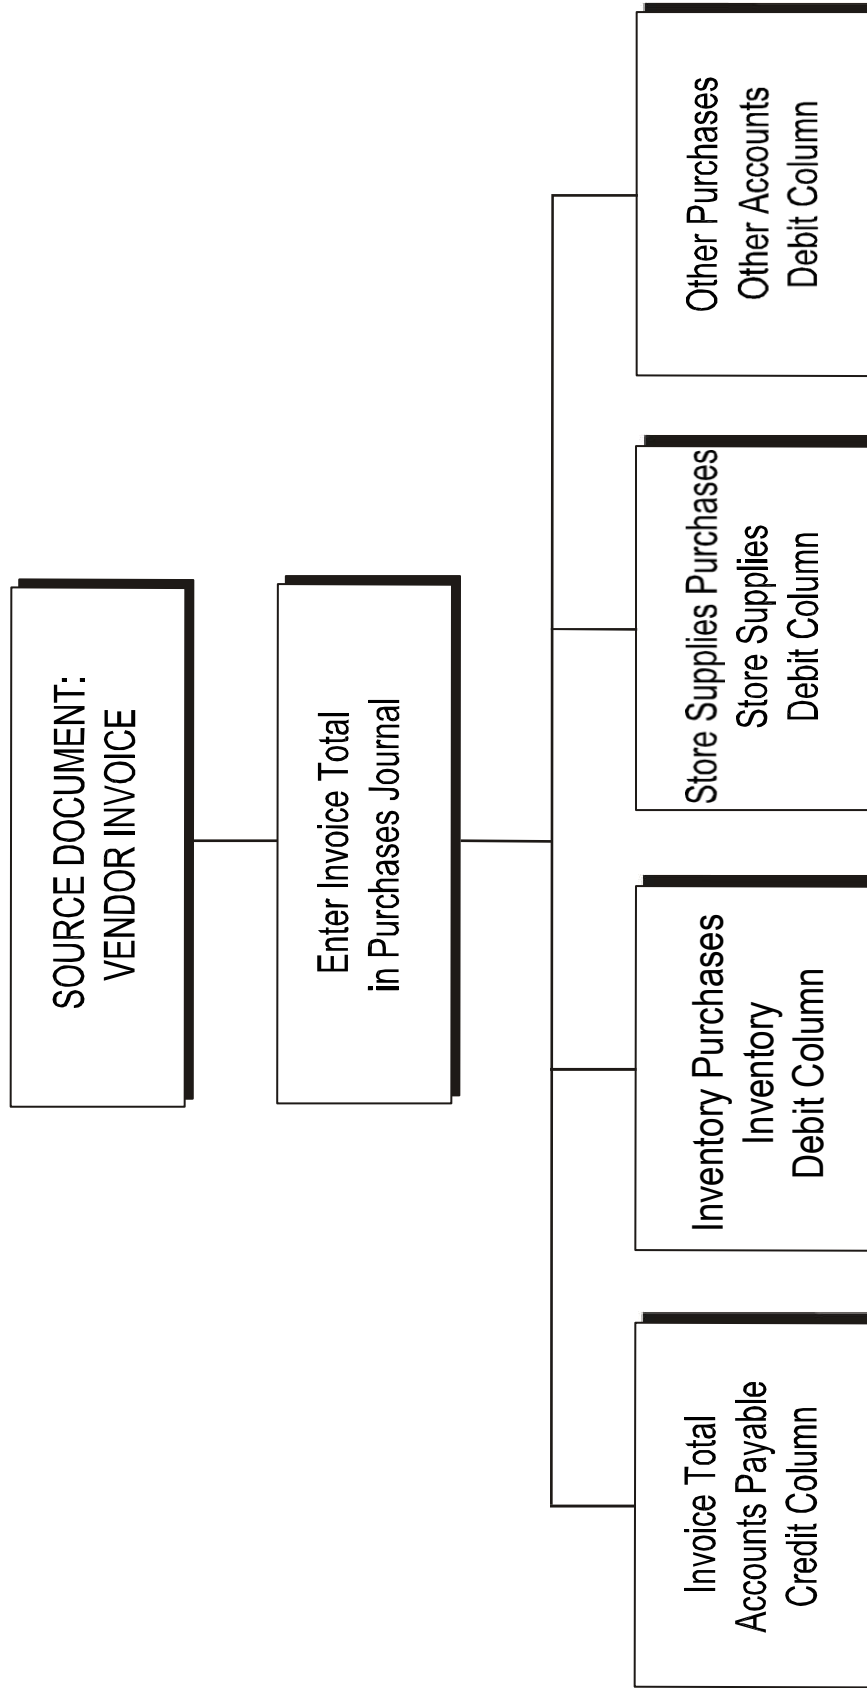 SOURCE DOCUMENT:
VENDOR INVOICE
Enter Invoice Total
in Purchases Journal
Invoice Total
Accounts Payable
Credit Column
Inventory Purchases
Inventory
Debit Column
Store Supplies Purchases
Store Supplies
Debit Column
Other Purchases
Other Accounts
Debit Column